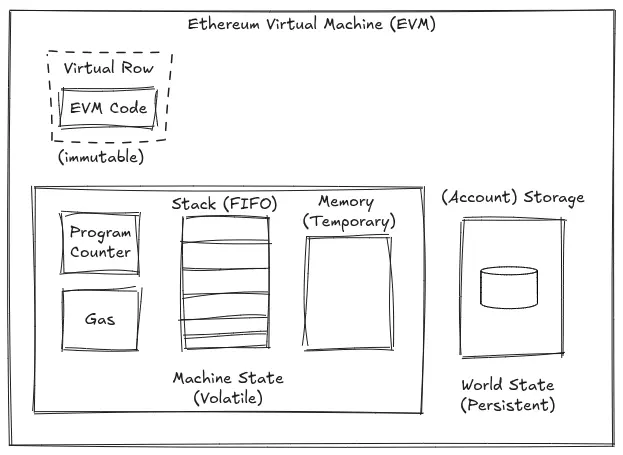 Ethereum Virtual Machine (EVM)
Virtual Row
EVM Code
(immutable)
Stack (FIFO)
Memory
(Temporary)
(Account) Storage
Program
Counter
Gas
Machine State
(Volatile)
World State
(Persistent)